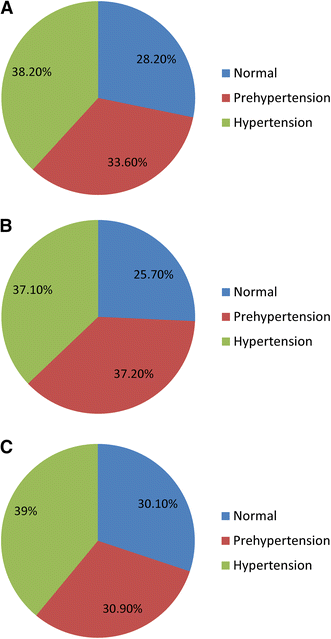 A
38.20%
28.20%
33.60%
Normal
Prehypertension
Hypertension
B
37.10%
25.70%
37.20%
Normal
Prehypertension
Hypertension
C
39%
30.10%
30.90%
Normal
Prehypertension
Hypertension